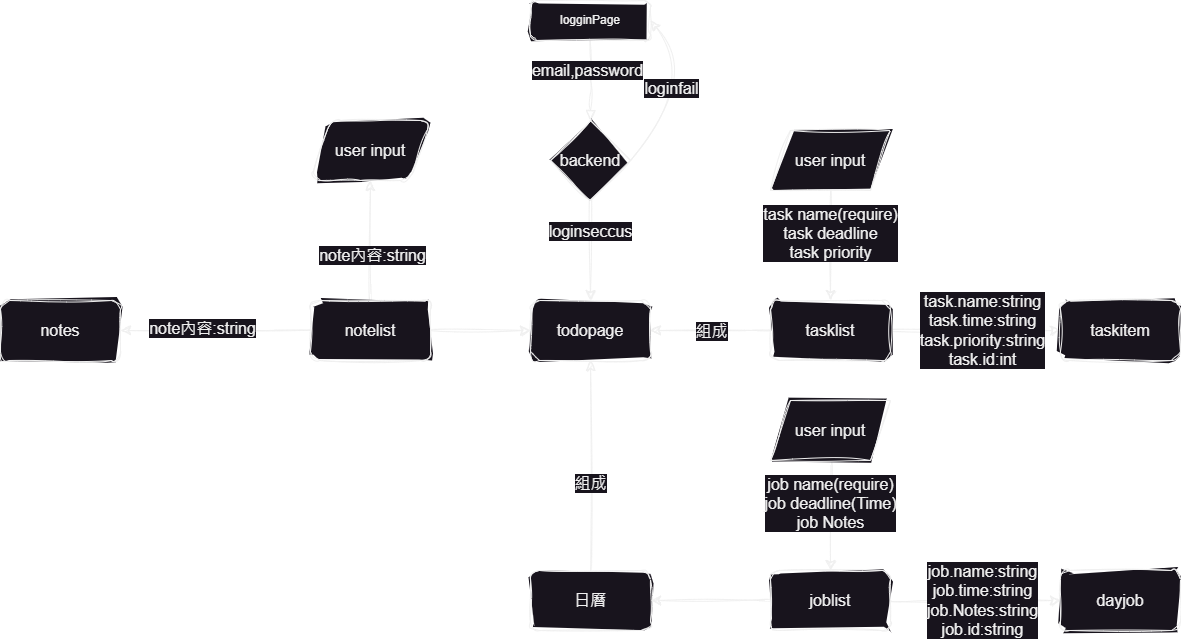 logginPage
email,password
loginfail
user input
backend
user input
task name(require)
task deadline
task priority
loginseccus
note內容:string
notes
note內容:string
notelist
todopage
組成
tasklist
task.name:string
task.time:string
task.priority:string
task.id:int
taskitem
user input
job name(require)
job deadline(Time)
job Notes
組成
日曆
joblist
job.name:string
job.time:string
job.Notes:string
job.id:string
dayjob